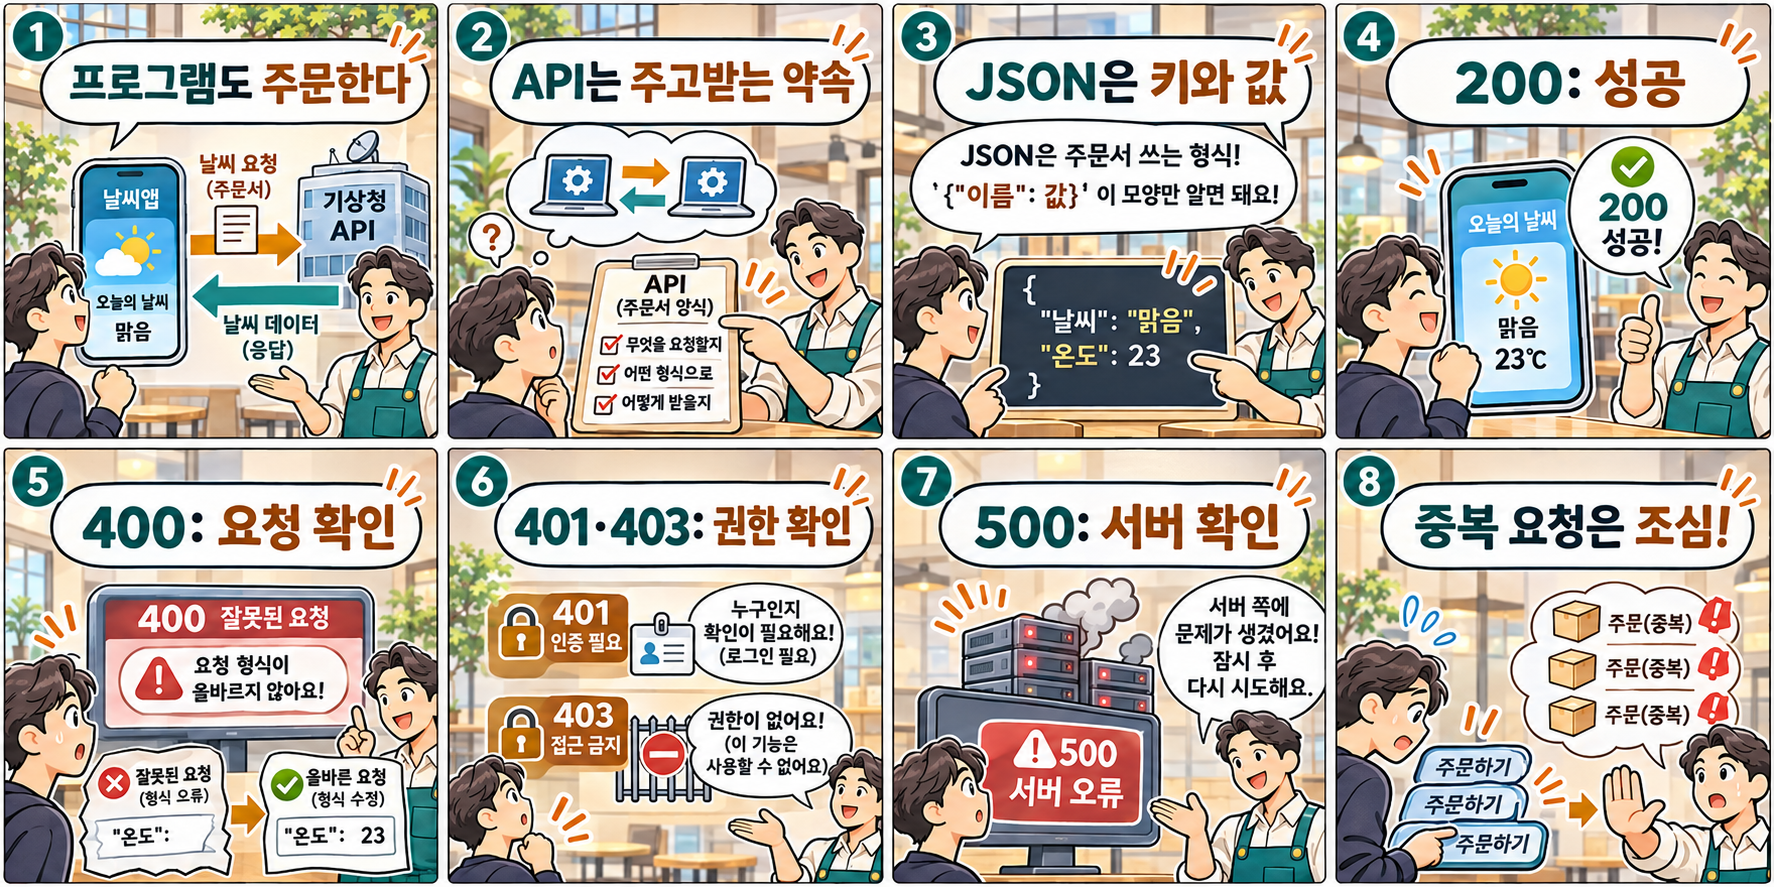 1
프로그램도 주문한다
날씨 요청
(주문서)
날씨앱
기상청
API
오늘의 날씨
맑음
날씨 데이터
(응답)
2
API는 주고받는 약속
?
API
(주문서 양식)
무엇을 요청할지
어떤 형식으로
어떻게 받을지
3
JSON은 키와 값
JSON은 주문서 쓰는 형식!
'{"이름": 값}' 이 모양만 알면 돼요!
{
"날씨": "맑음",
"온도": 23
}
4
200: 성공
오늘의 날씨
맑음
23℃
200
성공!
5
400: 요청 확인
400 잘못된 요청
요청 형식이
올바르지 않아요!
잘못된 요청
(형식 오류)
"온도":
올바른 요청
(형식 수정)
"온도": 23
6
401·403: 권한 확인
401
인증 필요
누구인지
확인이 필요해요!
(로그인 필요)
403
접근 금지
권한이 없어요!
(이 기능은
사용할 수 없어요)
7
500: 서버 확인
서버 쪽에
문제가 생겼어요!
잠시 후
다시 시도해요.
500
서버 오류
8
중복 요청은 조심!
주문(중복)
주문(중복)
주문(중복)
주문하기
주문하기
주문하기